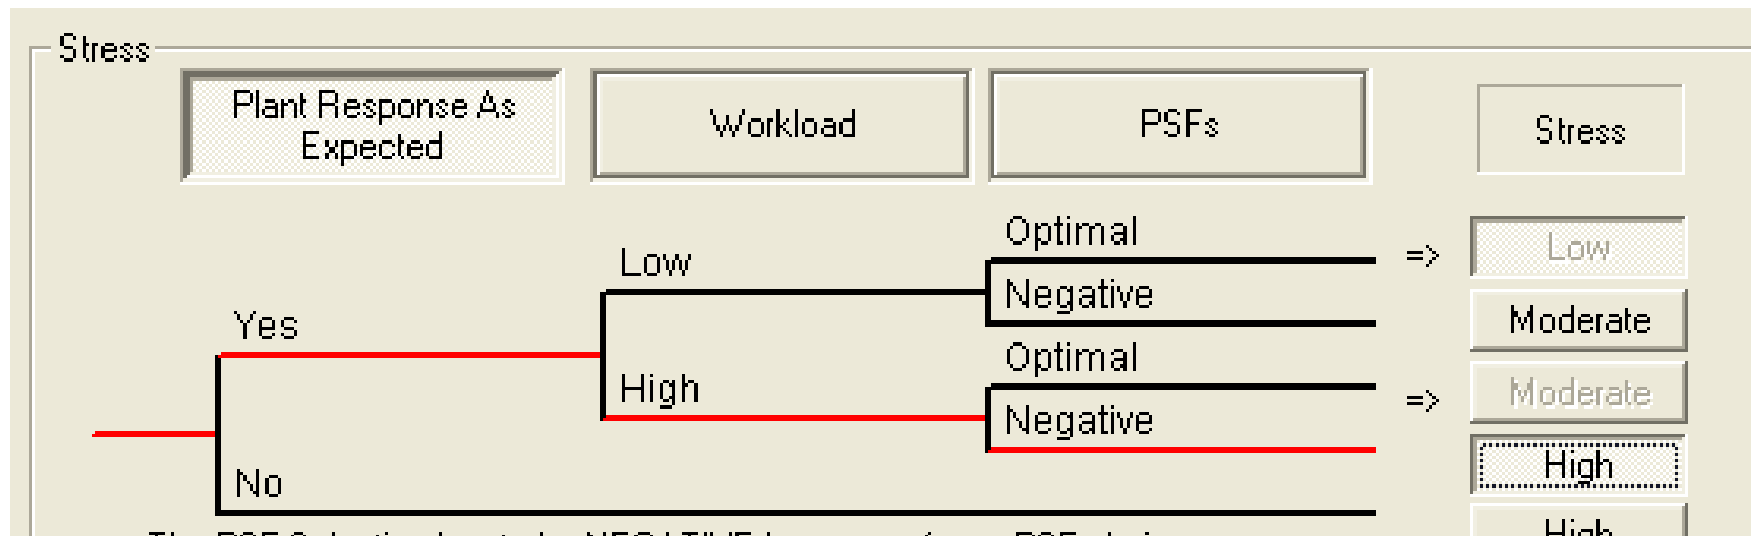 Stress
Plant Response As
Expected
Workload
PSFs
Stress
Optimal
Low
=>
Low
Negative
Yes
Moderate
Optimal
High
=>
Moderate
Negative
High
No
High